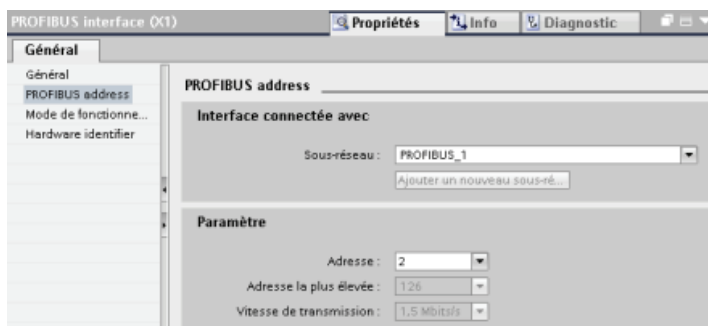 PROFIBUS interface (X1)
Propriétés
Info
Diagnostic
Général
Général
PROFIBUS address
Mode de fonctionne...
Hardware identifier
PROFIBUS address
Interface connectée avec
Sous-réseau : PROFIBUS_1
Ajouter un nouveau sous-ré...
Paramètre
Adresse : 2
Adresse la plus élevée : 126
Vitesse de transmission : 1,5 Mbits/s